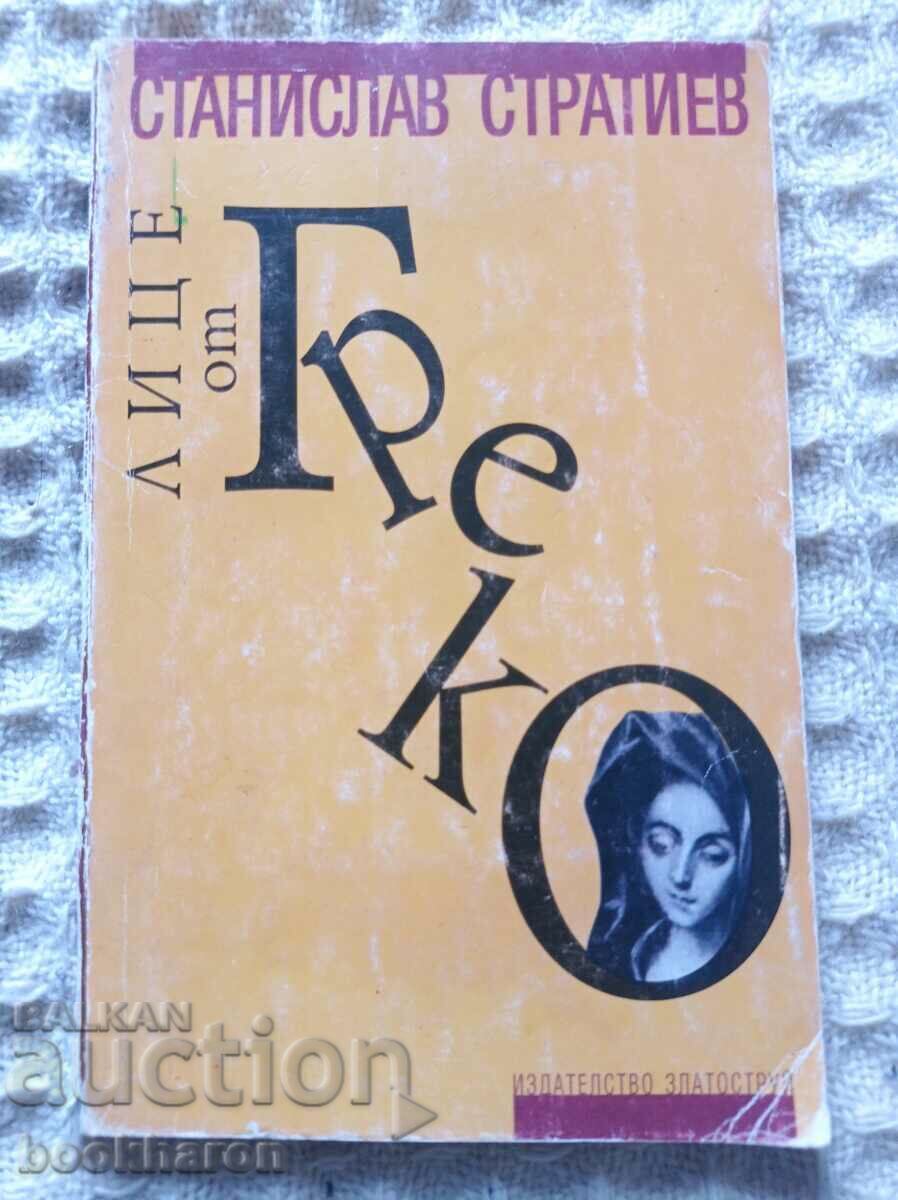 СТАНИСЛАВ СТРАТИЕВ
ЛИЦЕ
от
Греко
ИЗДАТЕЛСТВО ЗЛАТОСТРУЙ
BALKAN
auction
bookharon